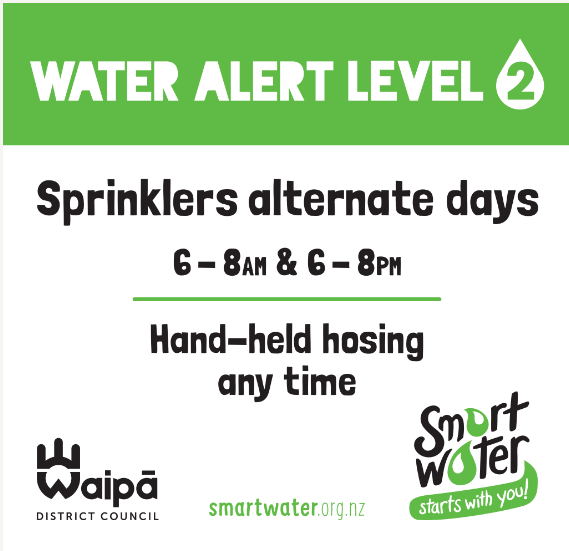 WATER ALERT LEVEL 2
Sprinklers alternate days
6 – 8AM & 6 – 8PM
Hand-held hosing
any time
Smart
water
starts with you!
Waipā
DISTRICT COUNCIL
smartwater.org.nz